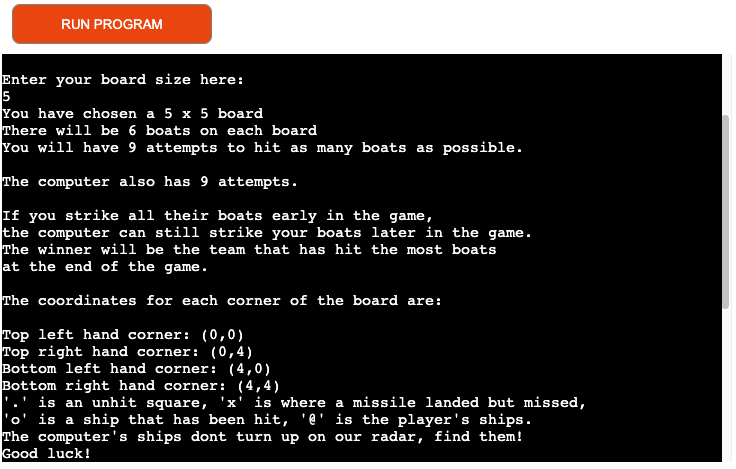 RUN PROGRAM
Enter your board size here:
5
You have chosen a 5 x 5 board
There will be 6 boats on each board
You will have 9 attempts to hit as many boats as possible.
The computer also has 9 attempts.
If you strike all their boats early in the game,
the computer can still strike your boats later in the game.
The winner will be the team that has hit the most boats
at the end of the game.
The coordinates for each corner of the board are:
Top left hand corner: (0,0)
Top right hand corner: (0,4)
Bottom left hand corner: (4,0)
Bottom right hand corner: (4,4)
'.' is an unhit square, 'x' is where a missile landed but missed,
'o' is a ship that has been hit, '@' is the player's ships.
The computer's ships dont turn up on our radar, find them!
Good luck!